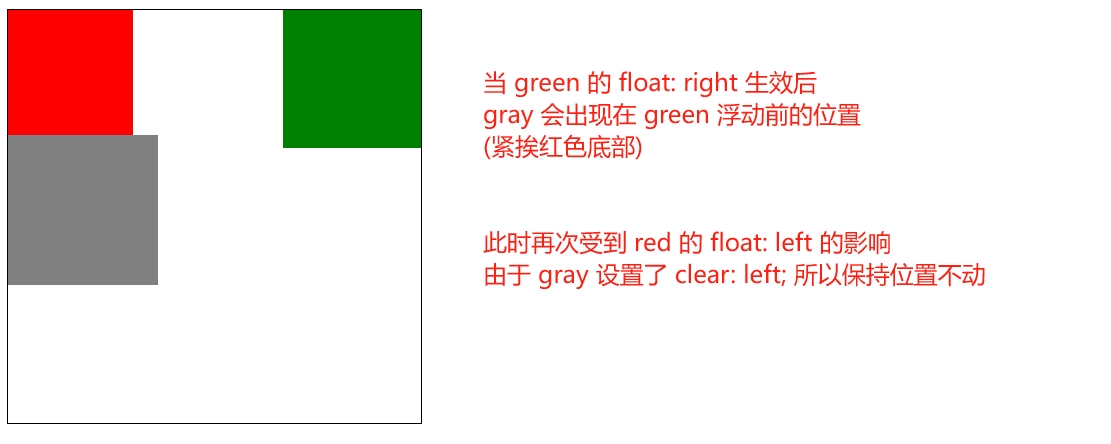 当 green 的 float: right 生效后
gray 会出现在 green 浮动前的位置
(紧挨红色底部)
此时再次受到 red 的 float: left 的影响
由于 gray 设置了 clear: left; 所以保持位置不动